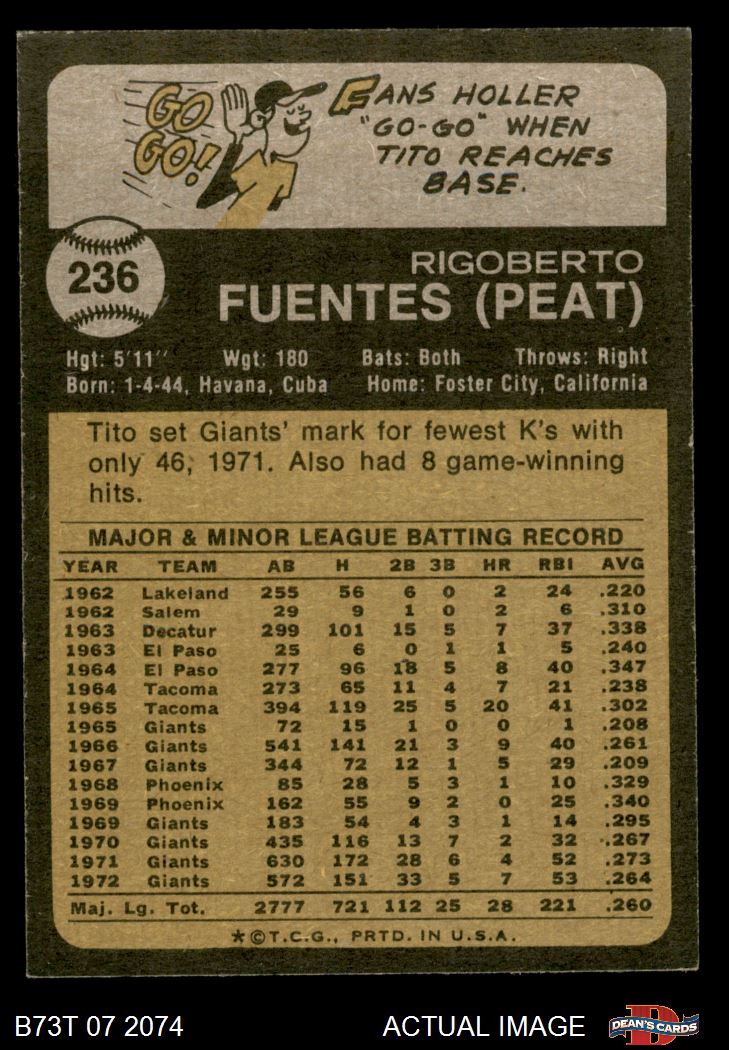 GO
GO!
FANS HOLLER
"GO-GO" WHEN
TITO REACHES
BASE.
236
RIGOBERTO
FUENTES (PEAT)
Hgt: 5'11'' Wgt: 180 Bats: Both Throws: Right
Born: 1-4-44, Havana, Cuba Home: Foster City, California
Tito set Giants' mark for fewest K's with
only 46, 1971. Also had 8 game-winning
hits.
MAJOR & MINOR LEAGUE BATTING RECORD
YEAR TEAM AB H 2B 3B HR RBI AVG
1962 Lakeland 255 56 6 0 2 24 .220
1962 Salem 29 9 1 0 2 6 .310
1963 Decatur 299 101 15 5 7 37 .338
1963 El Paso 25 6 0 1 1 5 .240
1964 El Paso 277 96 18 5 8 40 .347
1964 Tacoma 273 65 11 4 7 21 .238
1965 Tacoma 394 119 25 5 20 41 .302
1965 Giants 72 15 1 0 0 1 .208
1966 Giants 541 141 21 3 9 40 .261
1967 Giants 344 72 12 1 5 29 .209
1968 Phoenix 85 28 5 3 1 10 .329
1969 Phoenix 162 55 9 2 0 25 .340
1969 Giants 183 54 4 3 1 14 .295
1970 Giants 435 116 13 7 2 32 .267
1971 Giants 630 172 28 6 4 52 .273
1972 Giants 572 151 33 5 7 53 .264
Maj. Lg. Tot. 2777 721 112 25 28 221 .260
*©T.C.G., PRTD. IN U.S.A.
B73T 07 2074 ACTUAL IMAGE D DEAN'S CARDS